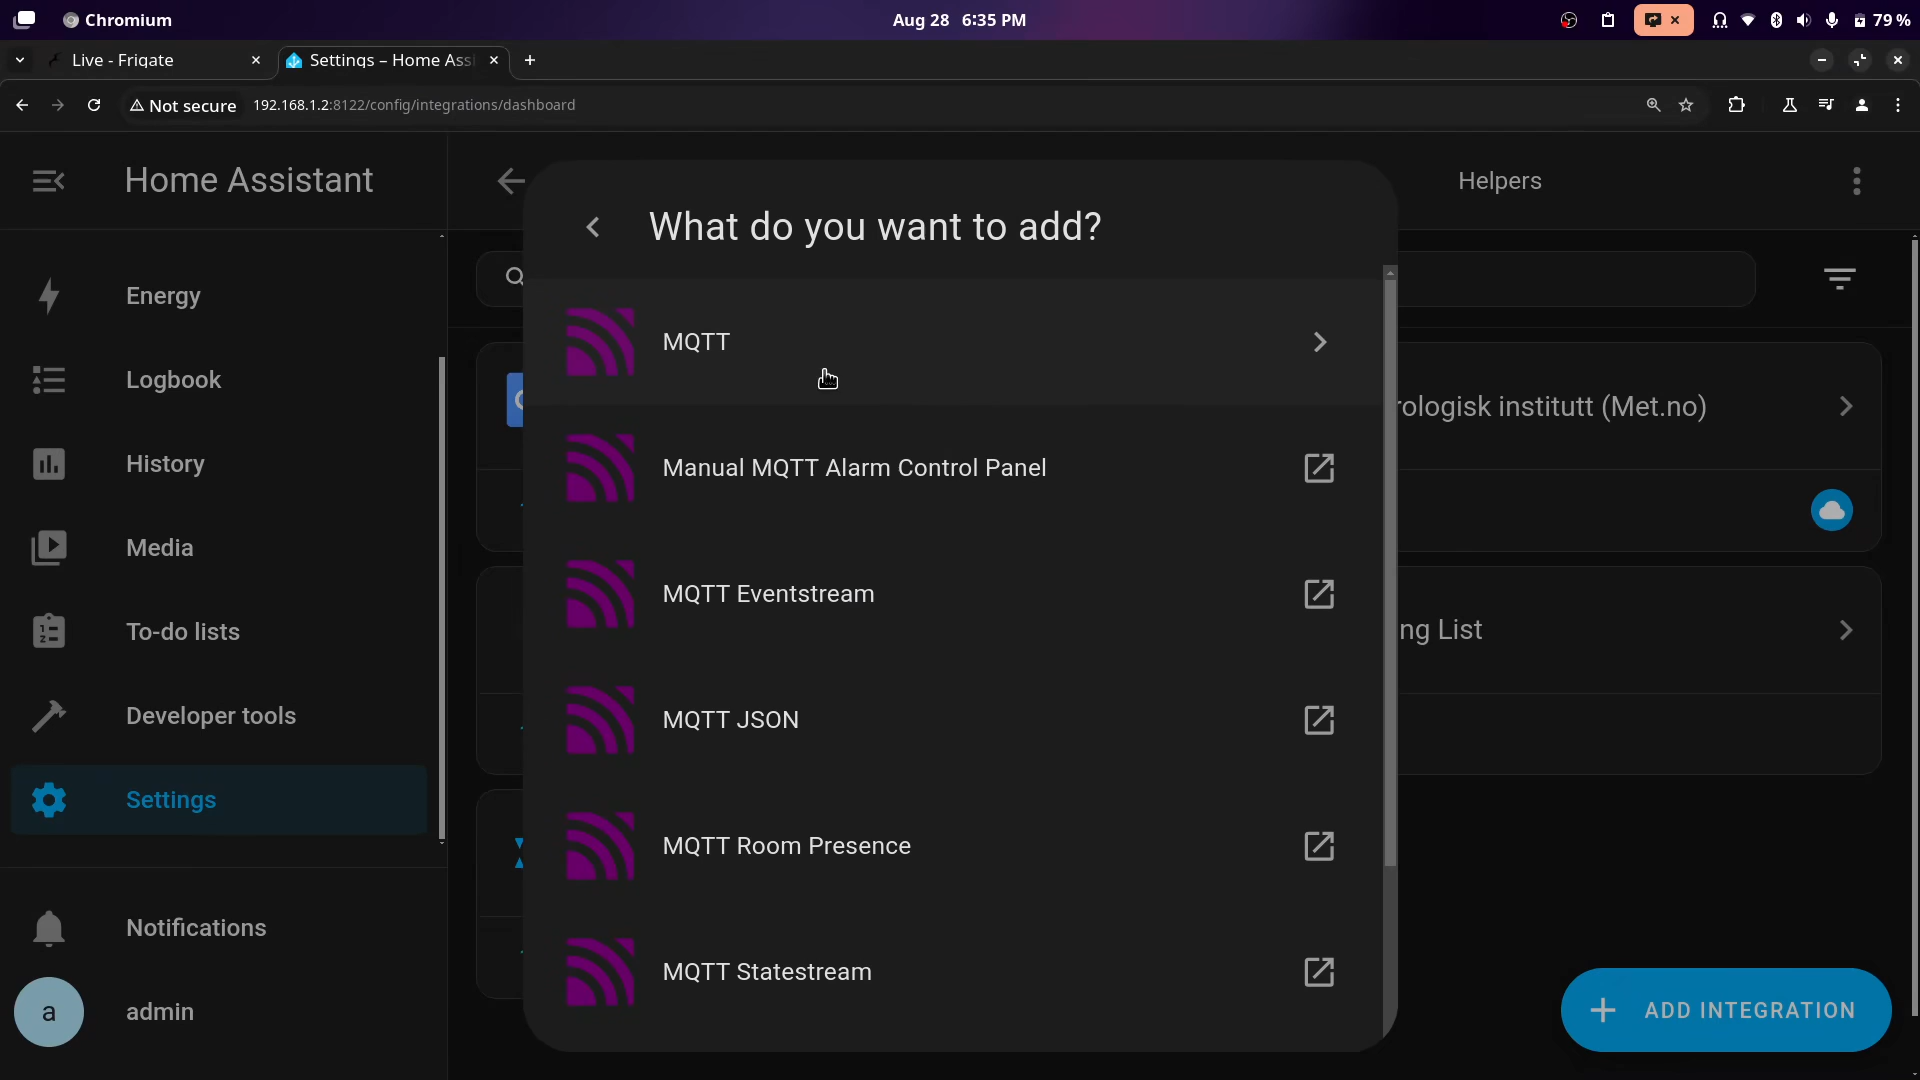 Chromium
Aug 28 6:35 PM
79 %
Live - Frigate
Settings – Home Assi
Not secure
192.168.1.2:8122/config/integrations/dashboard
Home Assistant
Helpers
What do you want to add?
Energy
MQTT
Logbook
rologisk institutt (Met.no)
History
Manual MQTT Alarm Control Panel
Media
MQTT Eventstream
To-do lists
ng List
Developer tools
MQTT JSON
Settings
MQTT Room Presence
Notifications
MQTT Statestream
a
admin
ADD INTEGRATION